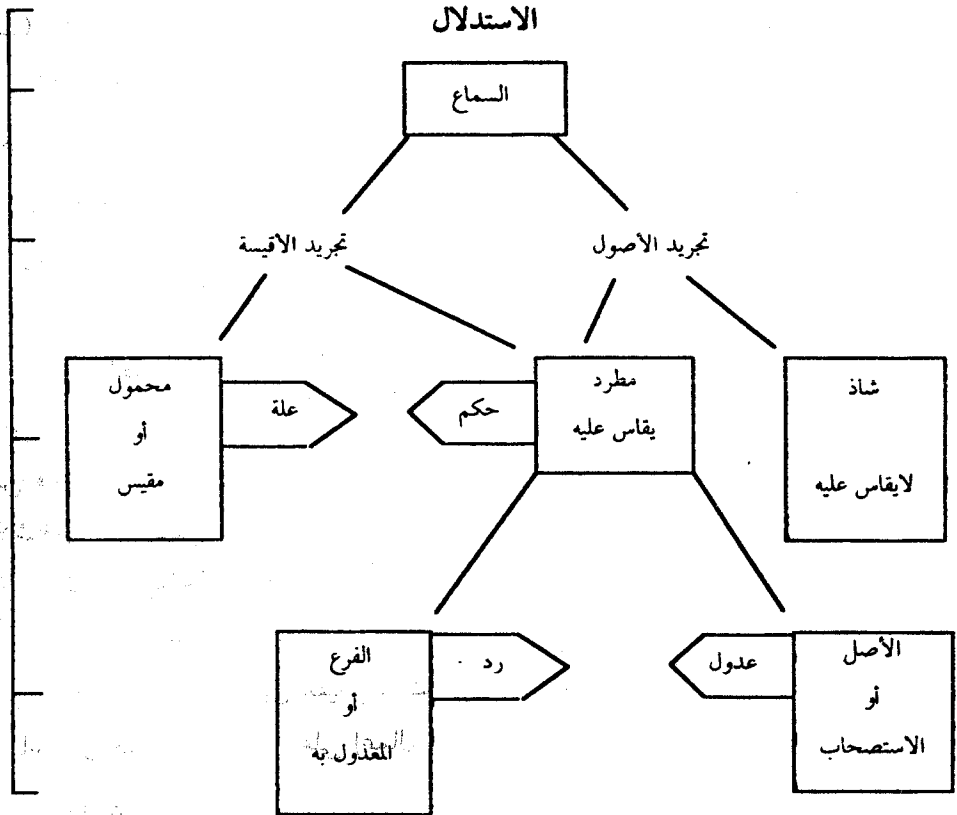 الاستدلال
السماع
تجريد الأصول
تجريد الأقيسة
شاذ
لايقاس عليه
مطرد
يقاس عليه
حكم
علة
محمول
أو
مقيس
الأصل
أو
الاستصحاب
عدول
رد
الفرع
أو
المعدول به